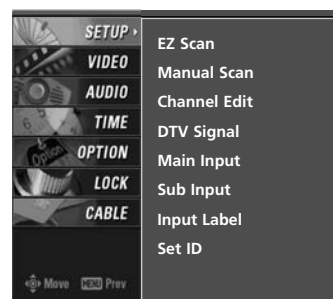 SETUP
VIDEO
AUDIO
TIME
OPTION
LOCK
CABLE
Move MENU Prev
EZ Scan
Manual Scan
Channel Edit
DTV Signal
Main Input
Sub Input
Input Label
Set ID